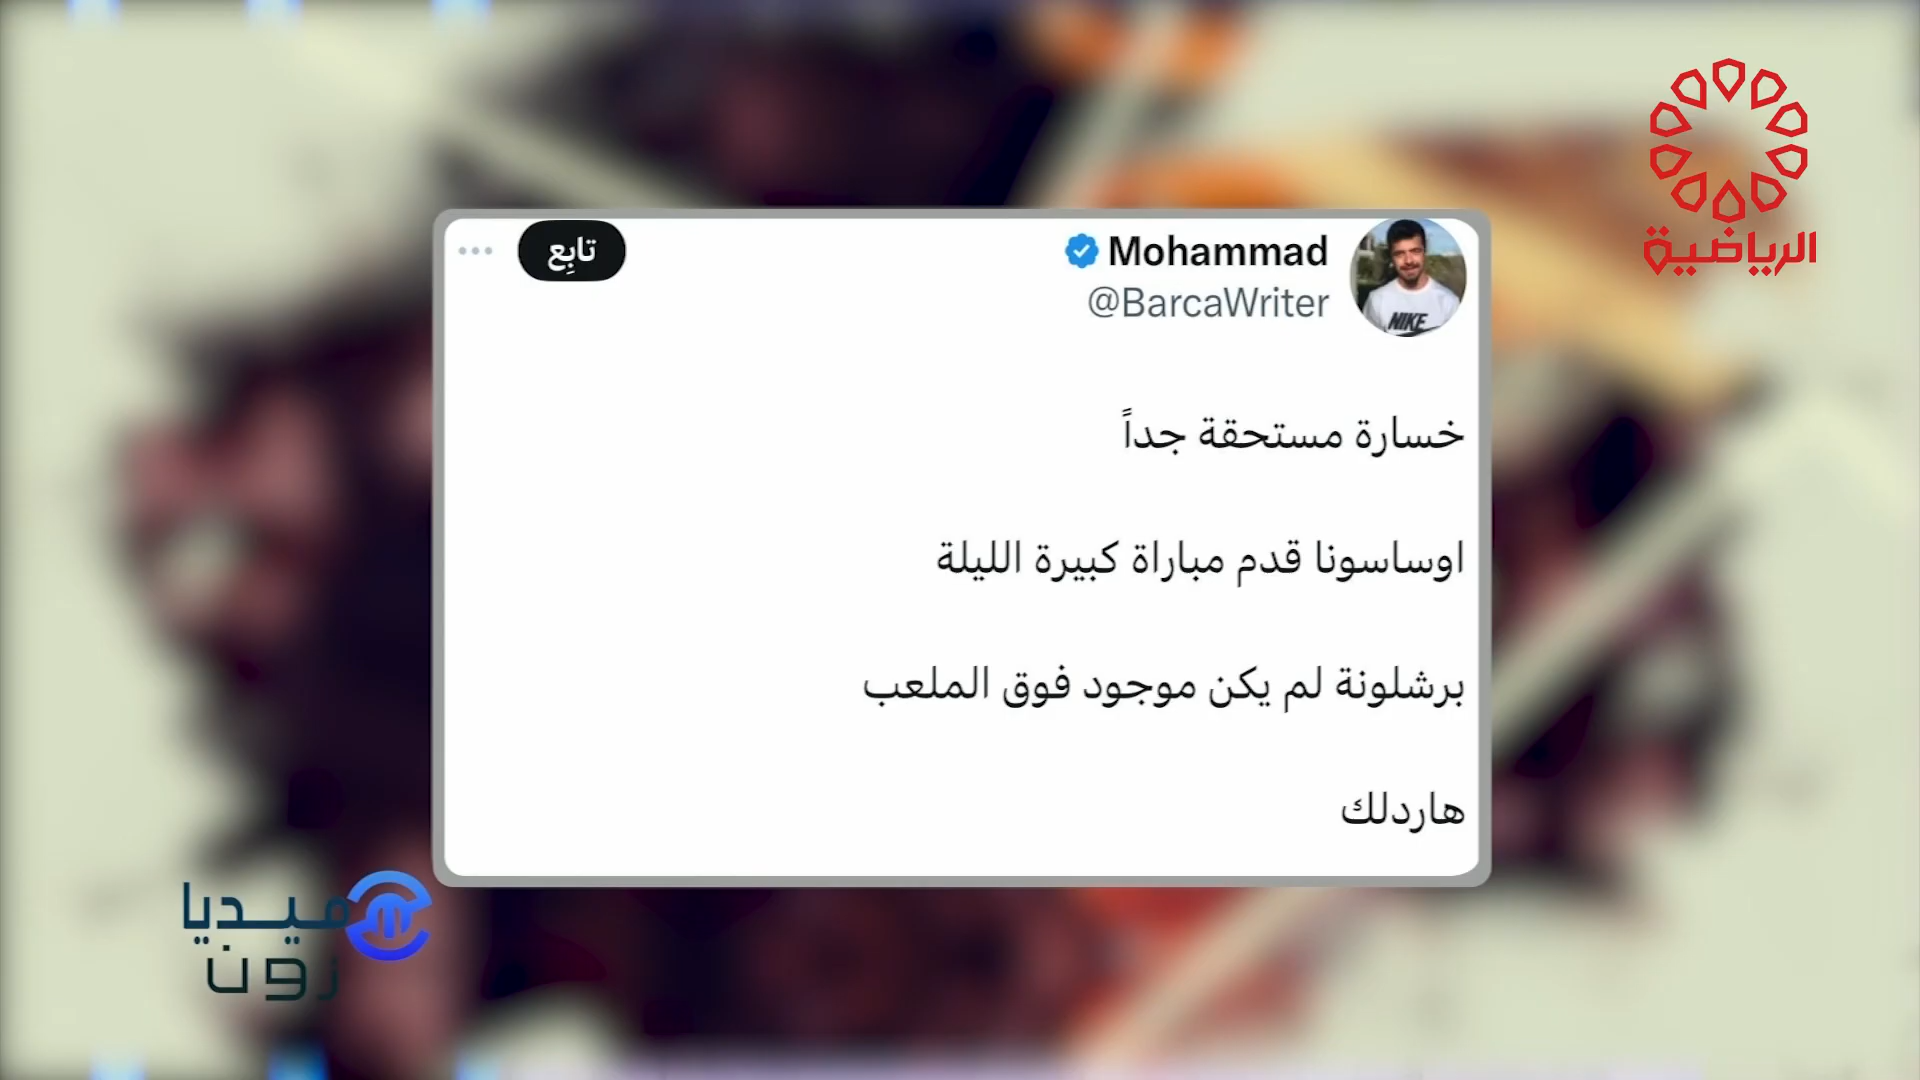 الرياضية
Mohammad
تابِع
@BarcaWriter
NIKE
خسارة مستحقة جداً
اوساسونا قدم مباراة كبيرة الليلة
برشلونة لم يكن موجود فوق الملعب
هاردلك
ميديا
زون